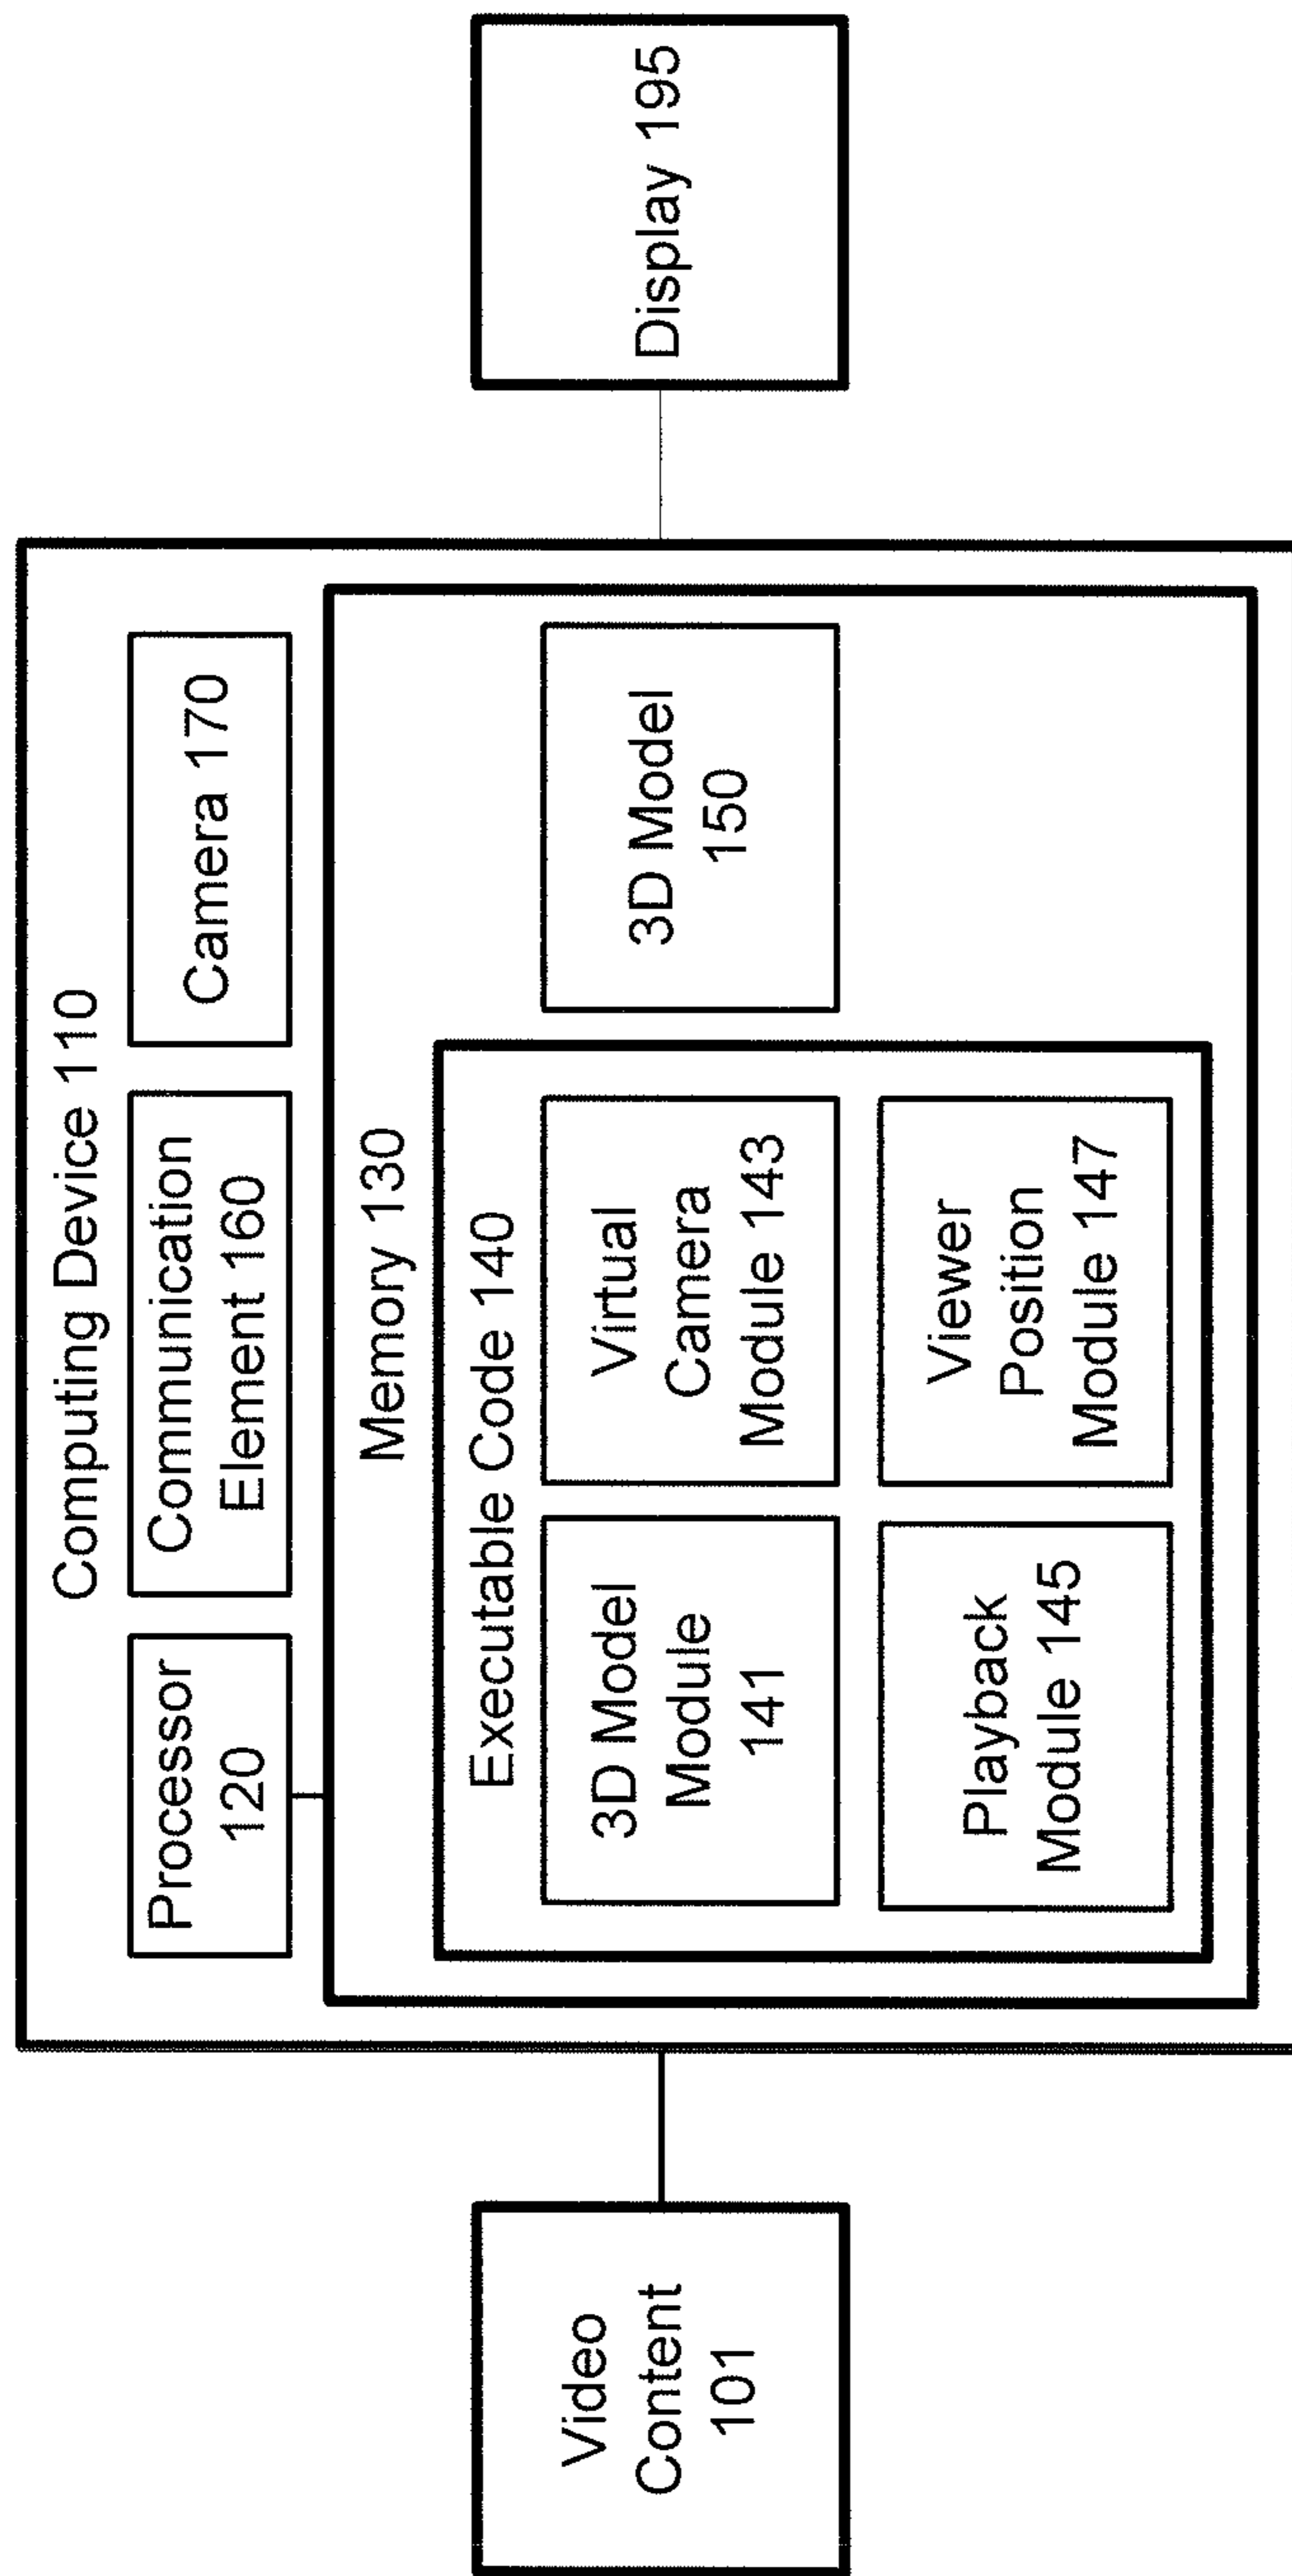 Video
Content
101
Computing Device 110
Processor
120
Communication
Element 160
Camera 170
Memory 130
Executable Code 140
3D Model
Module
141
Virtual
Camera
Module 143
Playback
Module 145
Viewer
Position
Module 147
3D Model
150
Display 195